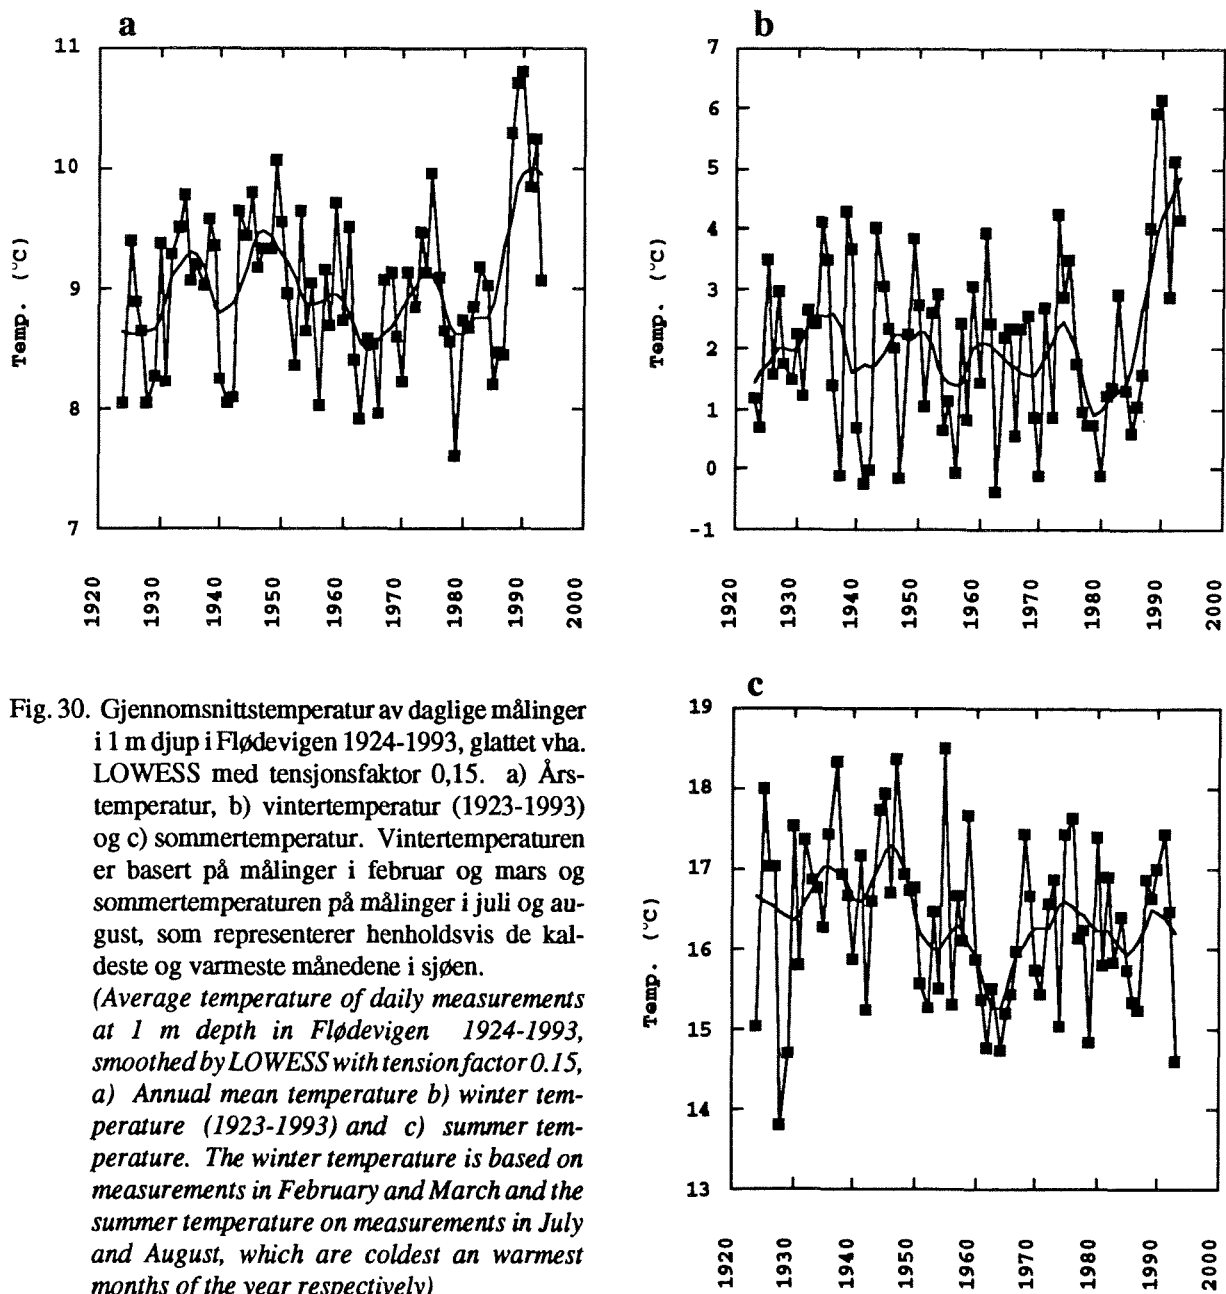 a
11
10
9
8
7
Temp. (°C)
1920
1930
1940
1950
1960
1970
1980
1990
2000
b
7
6
5
4
3
2
1
0
-1
Temp. (°C)
1920
1930
1940
1950
1960
1970
1980
1990
2000
Fig. 30. Gjennomsnittstemperatur av daglige målinger
i 1 m djup i Flødevigen 1924-1993, glattet vha.
LOWESS med tensjonsfaktor 0,15. a) Års-
temperatur, b) vintertemperatur (1923-1993)
og c) sommertemperatur. Vintertemperaturen
er basert på målinger i februar og mars og
sommertemperaturen på målinger i juli og au-
gust, som representerer henholdsvis de kal-
deste og varmeste månedene i sjøen.
(Average temperature of daily measurements
at 1 m depth in Flødevigen 1924-1993,
smoothed by LOWESS with tension factor 0.15,
a) Annual mean temperature b) winter tem-
perature (1923-1993) and c) summer tem-
perature. The winter temperature is based on
measurements in February and March and the
summer temperature on measurements in July
and August, which are coldest an warmest
months of the year respectively)
c
19
18
17
16
15
14
13
Temp. (°C)
1920
1930
1940
1950
1960
1970
1980
1990
2000